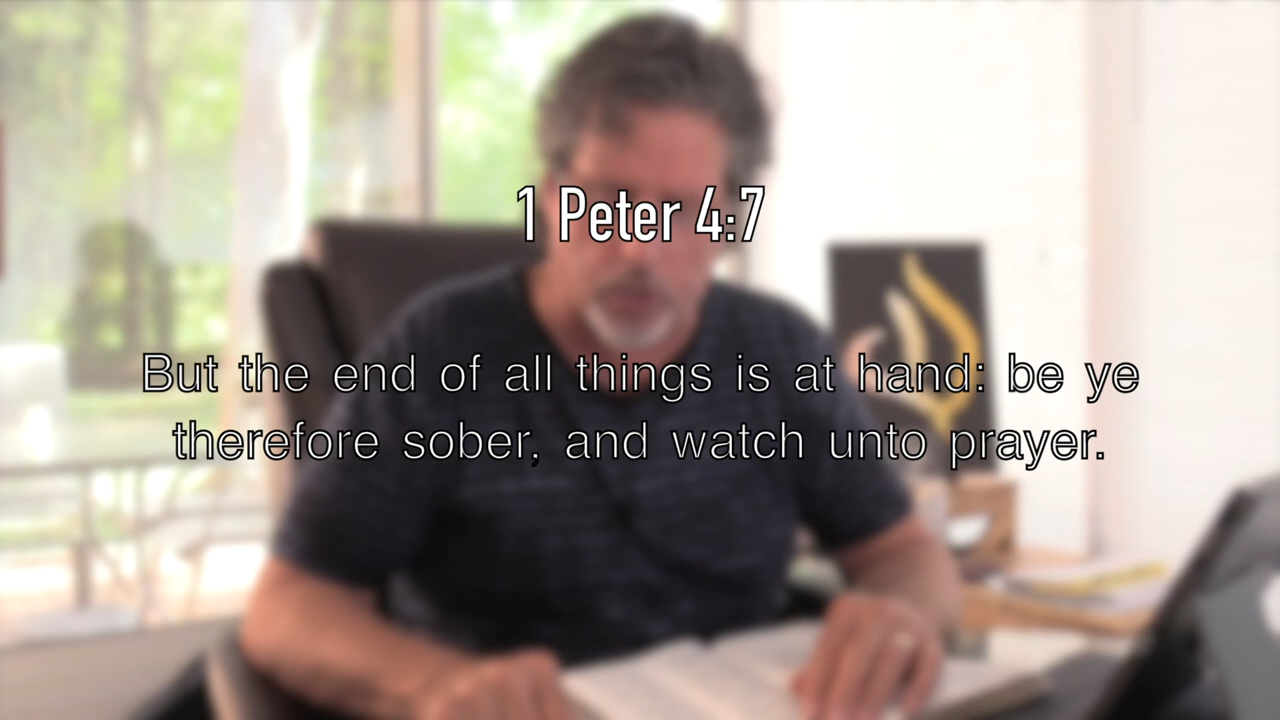 1 Peter 4:7
But the end of all things is at hand: be ye
therefore sober, and watch unto prayer.